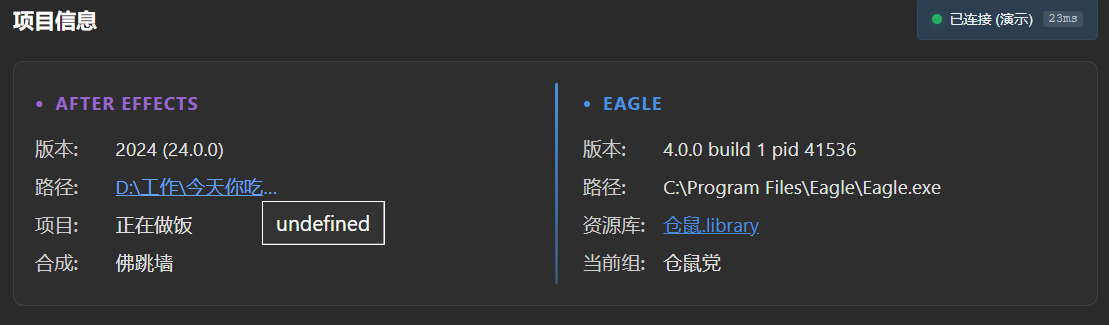 项目信息
已连接 (演示) 23ms
• AFTER EFFECTS
版本: 2024 (24.0.0)
路径: D:\工作\今天你吃...
项目: 正在做饭
undefined
合成: 佛跳墙
• EAGLE
版本: 4.0.0 build 1 pid 41536
路径: C:\Program Files\Eagle\Eagle.exe
资源库: 仓鼠.library
当前组: 仓鼠党